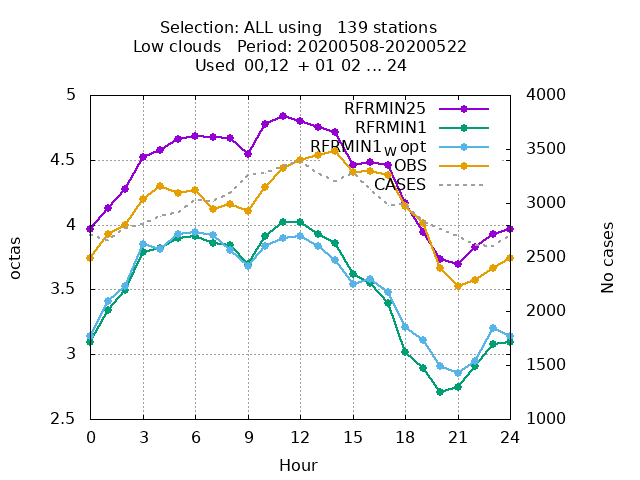 Selection: ALL using   139 stations
Low clouds   Period: 20200508-20200522
Used  00,12  + 01 02 ... 24
5 4000
RFRMIN25
RFRMIN1
4.5 RFRMIN1w opt 3500
OBS
CASES
4 3000
octas
No cases
3.5 2500
2000
3 1500
2.5 1000
0 3 6 9 12 15 18 21 24
Hour